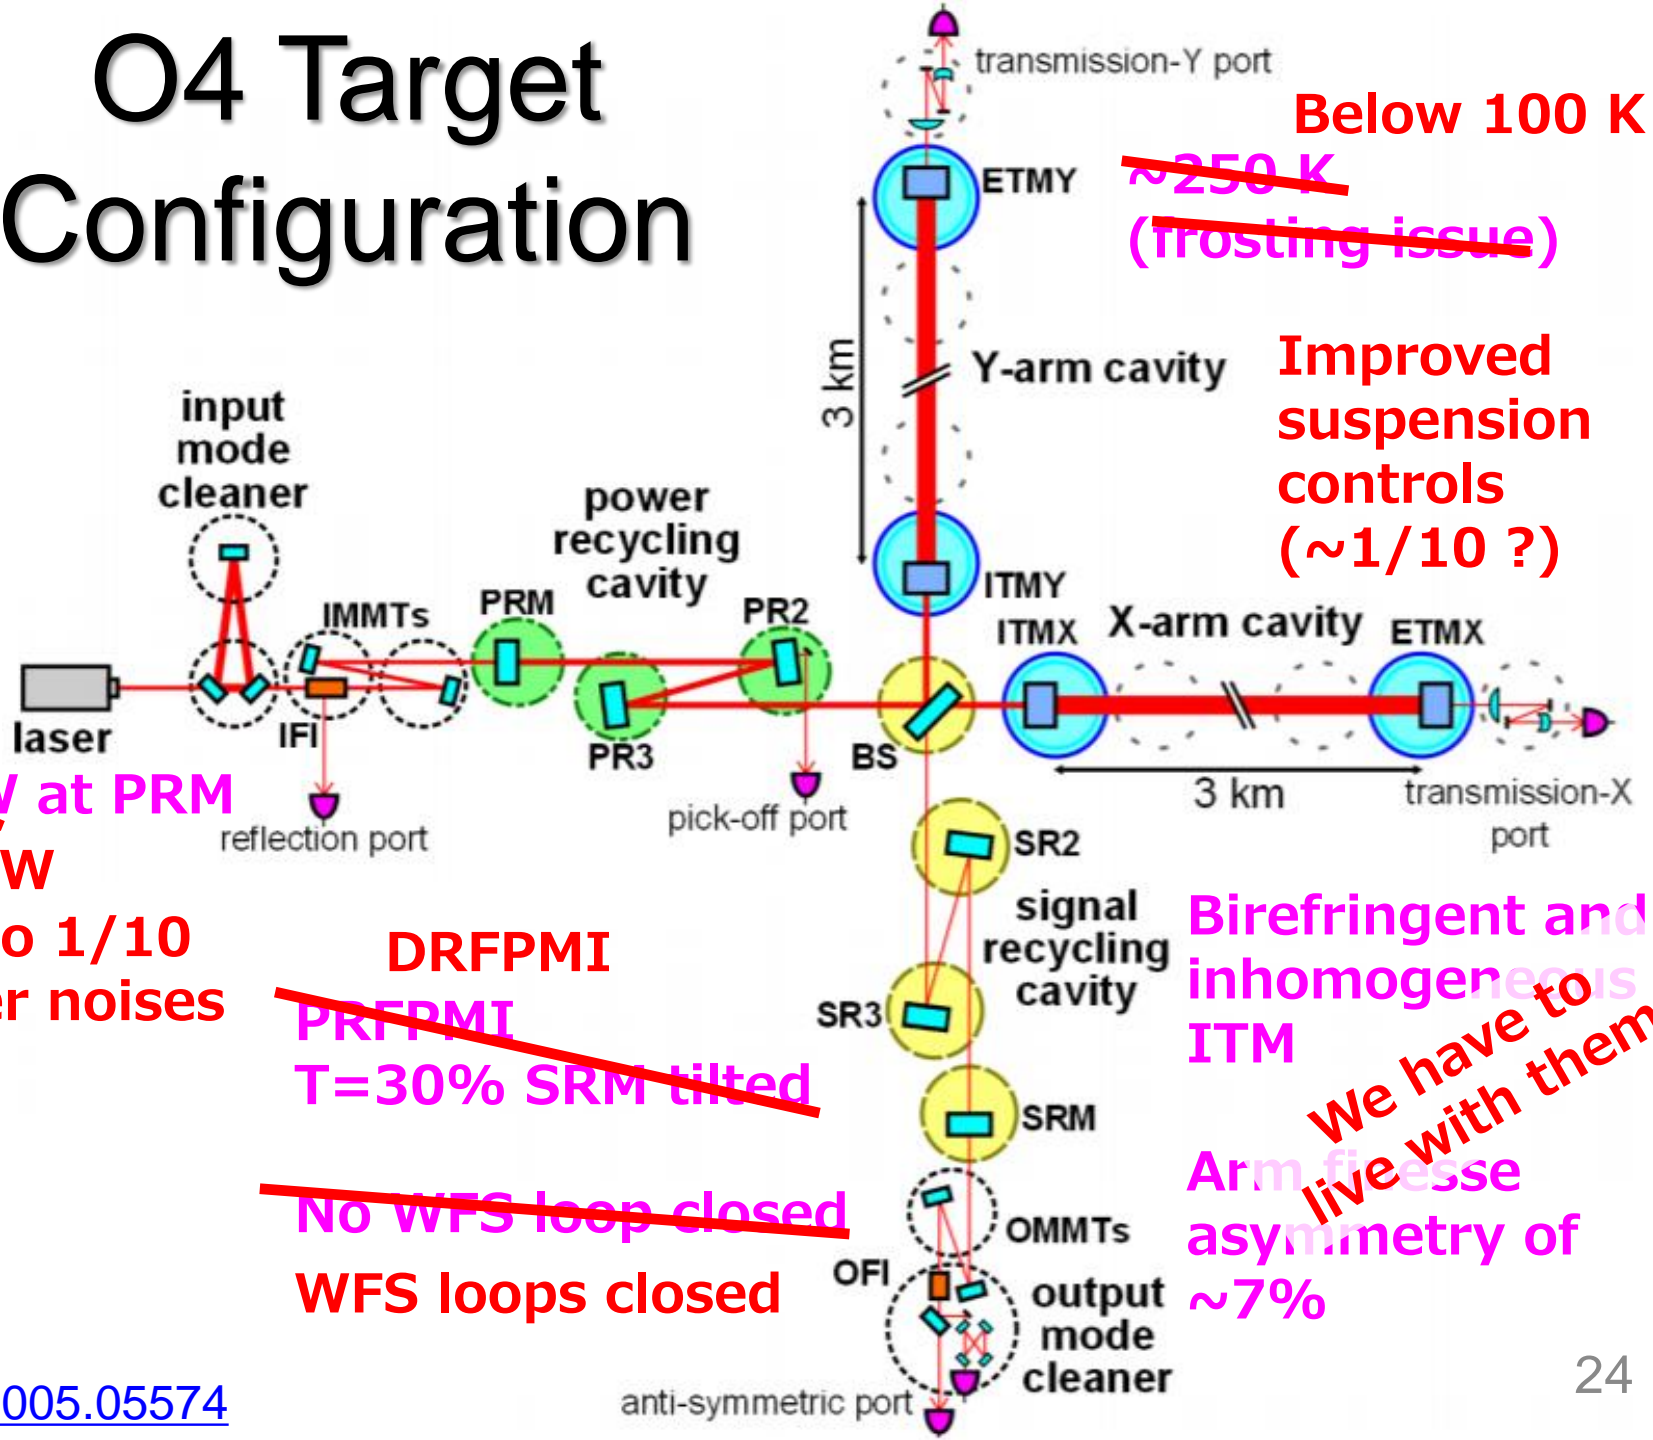 O4 Target
Configuration
transmission-Y port
Below 100 K
~250 K
(frosting issue)
ETMY
3 km
Y-arm cavity
Improved
suspension
controls
(~1/10 ?)
input
mode
cleaner
power
recycling
cavity
IMMTs
PRM
PR2
ITMY
ITMX
X-arm cavity
ETMX
laser
IFI
PR3
BS
3 km
transmission-X
port
W at PRM
reflection port
pick-off port
W
o 1/10
er noises
SR2
signal
recycling
cavity
SR3
SRM
DRFPMI
PRFPMI
T=30% SRM tilted
No WFS loop closed
WFS loops closed
Birefringent and
inhomogeneous
ITM
We have to
live with them
Arm finesse
asymmetry of
~7%
OMMTs
OFI
output
mode
cleaner
anti-symmetric port
005.05574
24